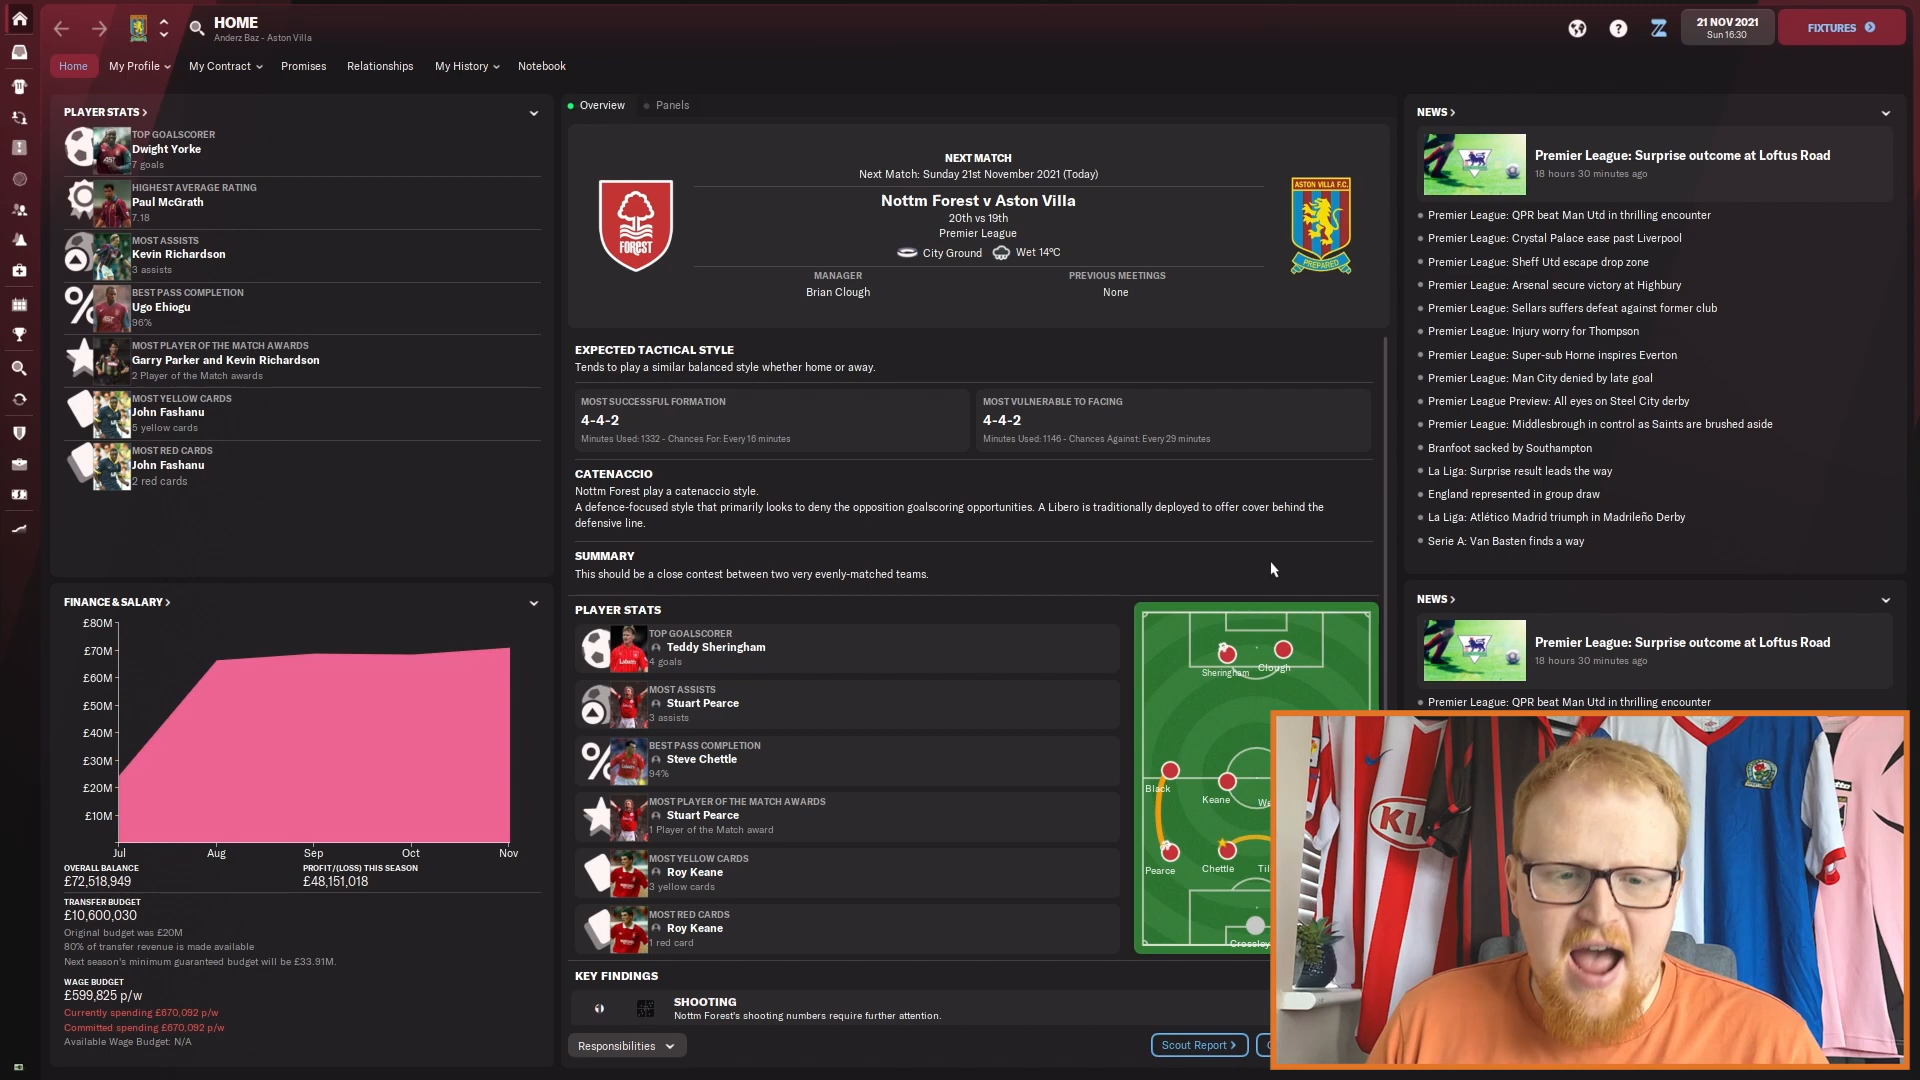 HOME
Anderz Baz - Aston Villa
21 NOV 2021
Sun 16:30
FIXTURES
Home
My Profile
My Contract
Promises
Relationships
My History
Notebook
PLAYER STATS
TOP GOALSCORER
Dwight Yorke
7 goals
HIGHEST AVERAGE RATING
Paul McGrath
7.18
MOST ASSISTS
Kevin Richardson
3 assists
BEST PASS COMPLETION
Ugo Ehiogu
96%
MOST PLAYER OF THE MATCH AWARDS
Garry Parker and Kevin Richardson
2 Player of the Match awards
MOST YELLOW CARDS
John Fashanu
5 yellow cards
MOST RED CARDS
John Fashanu
2 red cards
FINANCE & SALARY
£80M
£70M
£60M
£50M
£40M
£30M
£20M
£10M
Jul
Aug
Sep
Oct
Nov
OVERALL BALANCE
£72,518,949
PROFIT/(LOSS) THIS SEASON
£48,151,018
TRANSFER BUDGET
£10,600,030
Original budget was £20M
80% of transfer revenue is made available
Next season's minimum guaranteed budget will be £33.91M.
WAGE BUDGET
£599,825 p/w
Currently spending £670,092 p/w
Committed spending £670,092 p/w
Available Wage Budget: N/A
Overview
Panels
FOREST
ASTON VILLA F.C.
PREPARED
NEXT MATCH
Next Match: Sunday 21st November 2021 (Today)
Nottm Forest v Aston Villa
20th vs 19th
Premier League
City Ground
Wet 14°C
MANAGER
Brian Clough
PREVIOUS MEETINGS
None
EXPECTED TACTICAL STYLE
Tends to play a similar balanced style whether home or away.
MOST SUCCESSFUL FORMATION
4-4-2
Minutes Used: 1332 - Chances For: Every 16 minutes
MOST VULNERABLE TO FACING
4-4-2
Minutes Used: 1146 - Chances Against: Every 29 minutes
CATENACCIO
Nottm Forest play a catenaccio style.
A defence-focused style that primarily looks to deny the opposition goalscoring opportunities. A Libero is traditionally deployed to offer cover behind the
defensive line.
SUMMARY
This should be a close contest between two very evenly-matched teams.
PLAYER STATS
TOP GOALSCORER
Teddy Sheringham
4 goals
MOST ASSISTS
Stuart Pearce
3 assists
BEST PASS COMPLETION
Steve Chettle
94%
MOST PLAYER OF THE MATCH AWARDS
Stuart Pearce
1 Player of the Match award
MOST YELLOW CARDS
Roy Keane
3 yellow cards
MOST RED CARDS
Roy Keane
1 red card
Sheringham
Clough
Black
Keane
We
Pearce
Chettle
Til
Crossley
KEY FINDINGS
SHOOTING
Nottm Forest's shooting numbers require further attention.
Responsibilities
Scout Report
NEWS
Premier League: Surprise outcome at Loftus Road
18 hours 30 minutes ago
Premier League: QPR beat Man Utd in thrilling encounter
Premier League: Crystal Palace ease past Liverpool
Premier League: Sheff Utd escape drop zone
Premier League: Arsenal secure victory at Highbury
Premier League: Sellars suffers defeat against former club
Premier League: Injury worry for Thompson
Premier League: Super-sub Horne inspires Everton
Premier League: Man City denied by late goal
Premier League Preview: All eyes on Steel City derby
Premier League: Middlesbrough in control as Saints are brushed aside
Branfoot sacked by Southampton
La Liga: Surprise result leads the way
England represented in group draw
La Liga: Atlético Madrid triumph in Madrileño Derby
Serie A: Van Basten finds a way
NEWS
Premier League: Surprise outcome at Loftus Road
18 hours 30 minutes ago
Premier League: QPR beat Man Utd in thrilling encounter
KI